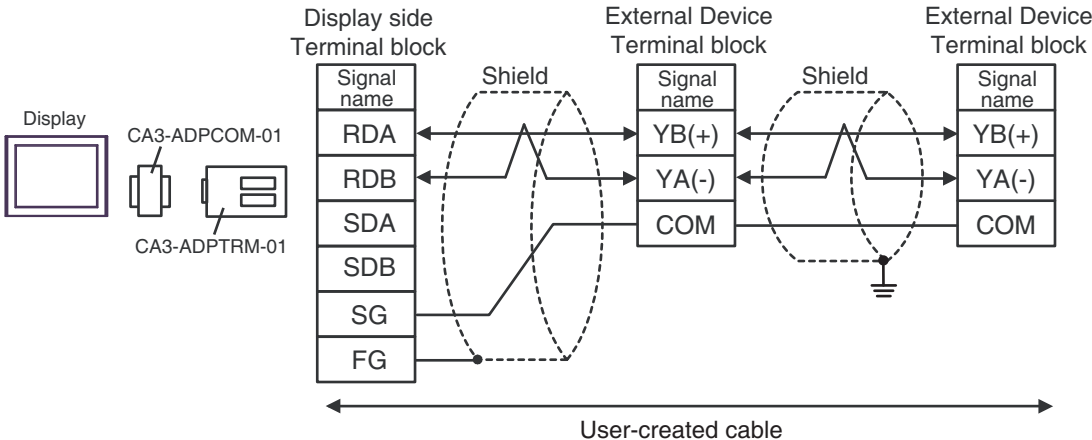 Display side
Terminal block
External Device
Terminal block
External Device
Terminal block
Signal
name
Shield
Signal
name
Shield
Signal
name
Display
CA3-ADPCOM-01
CA3-ADPTRM-01
RDA
YB(+)
YB(+)
RDB
YA(-)
YA(-)
SDA
COM
COM
SDB
SG
FG
User-created cable